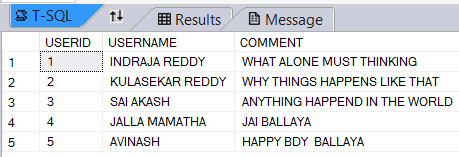 T-SQL Results Message
USERID USERNAME COMMENT
1 1 INDRAJA REDDY WHAT ALONE MUST THINKING
2 2 KULASEKAR REDDY WHY THINGS HAPPENS LIKE THAT
3 3 SAI AKASH ANYTHING HAPPEND IN THE WORLD
4 4 JALLA MAMATHA JAI BALLAYA
5 5 AVINASH HAPPY BDY BALLAYA